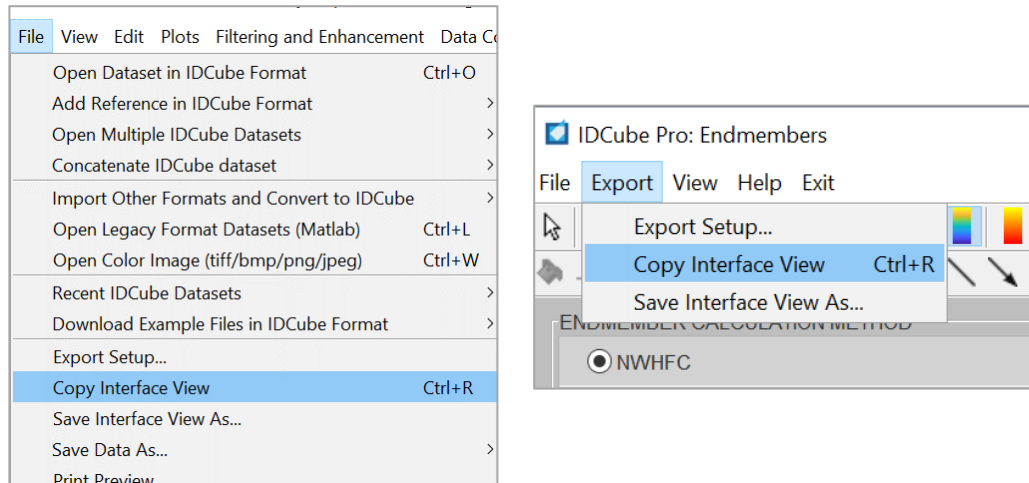 File View Edit Plots Filtering and Enhancement Data Co
Open Dataset in IDCube Format Ctrl+O
Add Reference in IDCube Format
Open Multiple IDCube Datasets
Concatenate IDCube dataset
Import Other Formats and Convert to IDCube
Open Legacy Format Datasets (Matlab) Ctrl+L
Open Color Image (tiff/bmp/png/jpeg) Ctrl+W
Recent IDCube Datasets
Download Example Files in IDCube Format
Export Setup...
Copy Interface View Ctrl+R
Save Interface View As...
Save Data As...
Print Preview
IDCube Pro: Endmembers
File Export View Help Exit
Export Setup...
Copy Interface View Ctrl+R
Save Interface View As...
ENDMEMBER CALCULATION METHOD
NWHFC